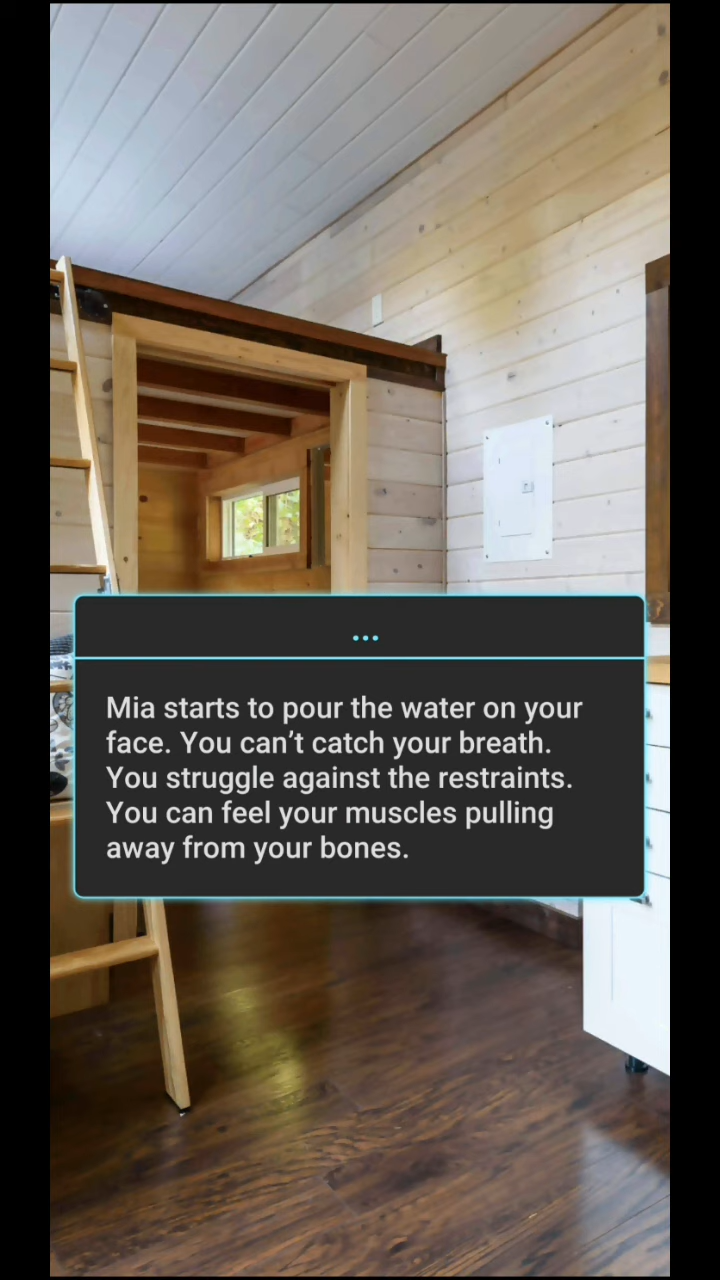 ...
Mia starts to pour the water on your
face. You can’t catch your breath.
You struggle against the restraints.
You can feel your muscles pulling
away from your bones.